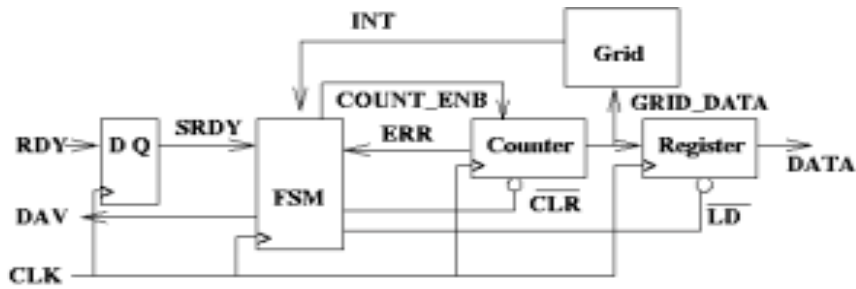 INT
Grid
COUNT_ENB
GRID_DATA
SRDY
ERR
RDY
D Q
Counter
Register
DATA
FSM
DAV
CLR
LD
CLK